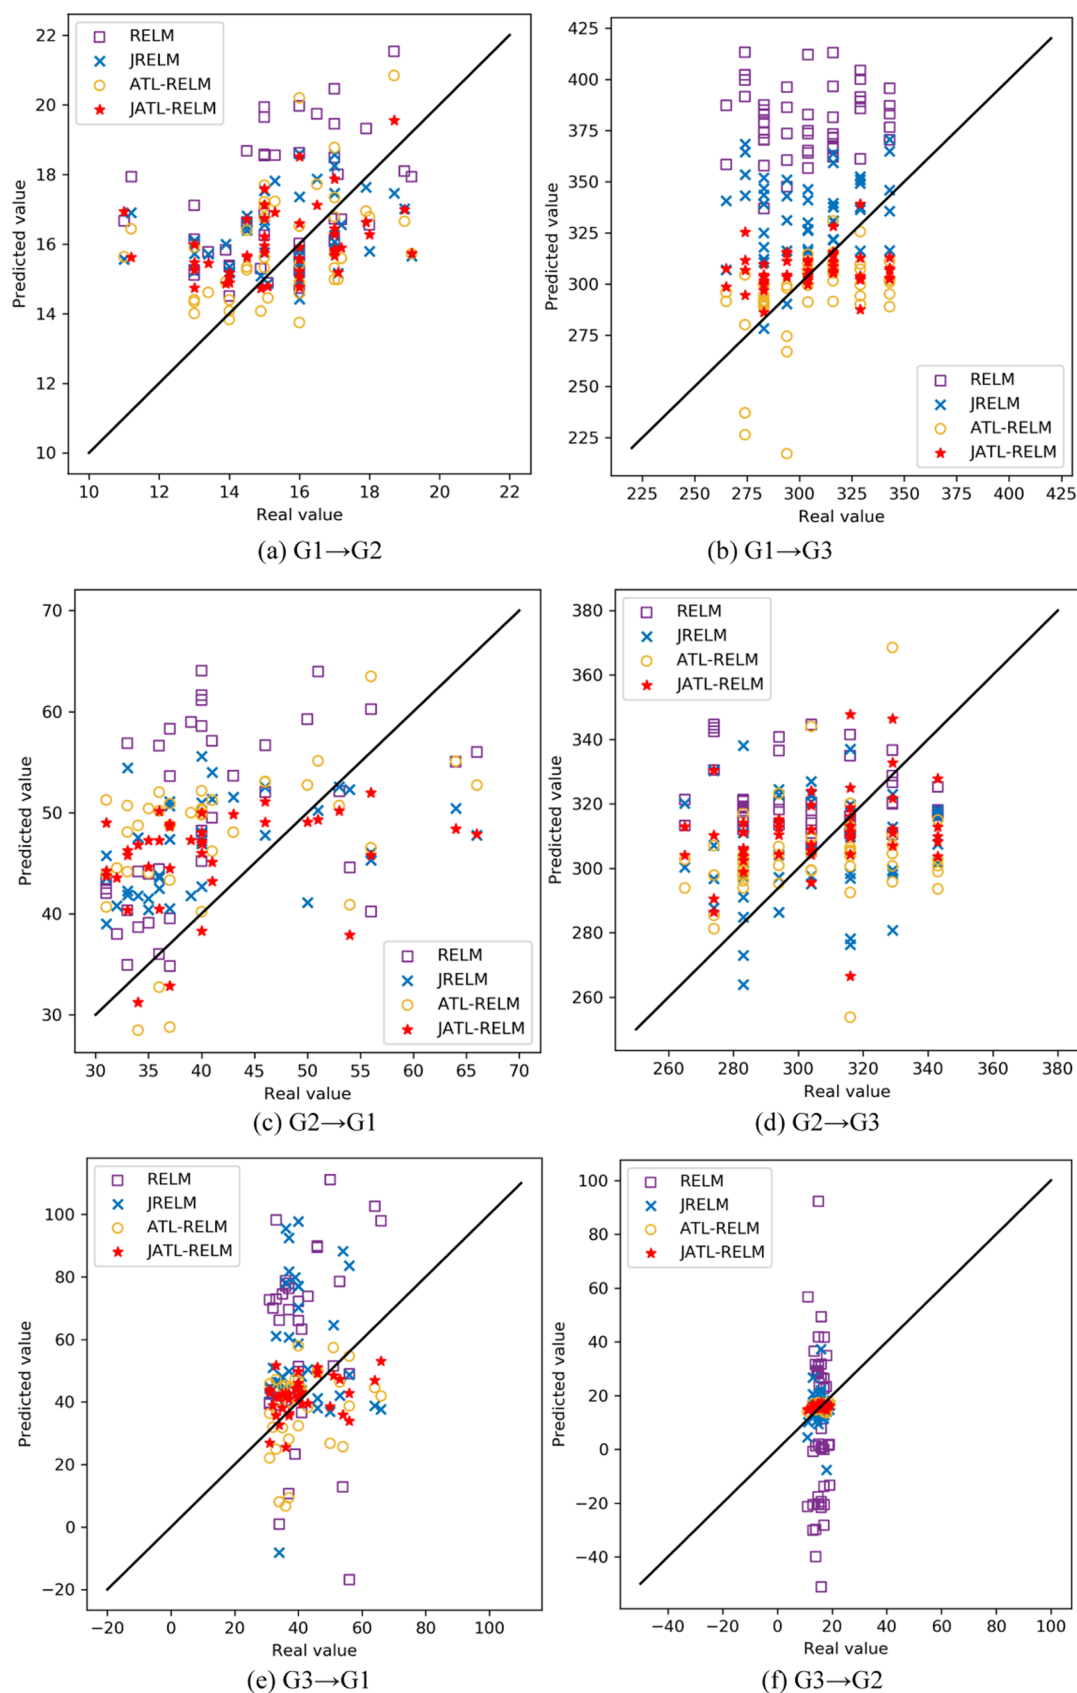 22
20
18
16
14
12
10
Predicted value
RELM
JRELM
ATL-RELM
JATL-RELM
10 12 14 16 18 20 22
Real value
(a) G1→G2
425
400
375
350
325
300
275
250
225
Predicted value
RELM
JRELM
ATL-RELM
JATL-RELM
225 250 275 300 325 350 375 400 425
Real value
(b) G1→G3
70
60
50
40
30
Predicted value
RELM
JRELM
ATL-RELM
JATL-RELM
30 35 40 45 50 55 60 65 70
Real value
(c) G2→G1
380
360
340
320
300
280
260
Predicted value
RELM
JRELM
ATL-RELM
JATL-RELM
260 280 300 320 340 360 380
Real value
(d) G2→G3
100
80
60
40
20
0
−20
Predicted value
RELM
JRELM
ATL-RELM
JATL-RELM
−20 0 20 40 60 80 100
Real value
(e) G3→G1
100
80
60
40
20
0
−20
−40
Predicted value
RELM
JRELM
ATL-RELM
JATL-RELM
−40 −20 0 20 40 60 80 100
Real value
(f) G3→G2